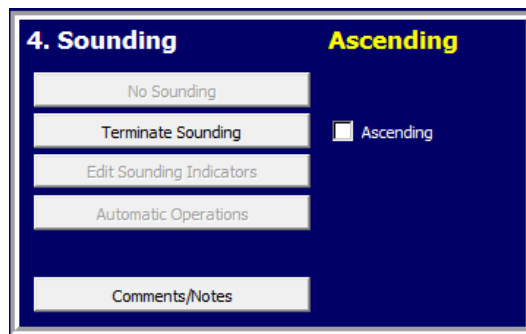 4. Sounding Ascending
No Sounding
Terminate Sounding Ascending
Edit Sounding Indicators
Automatic Operations
Comments/Notes